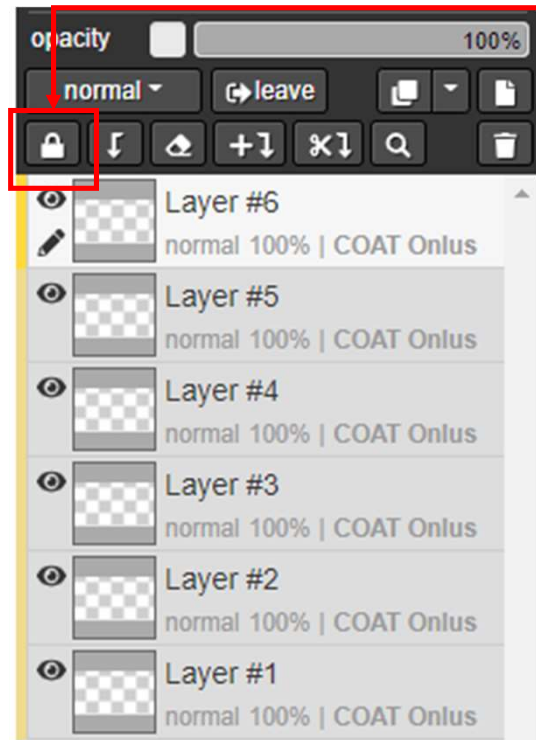 opacity 100%
normal leave
Layer #6
normal 100% | COAT Onlus
Layer #5
normal 100% | COAT Onlus
Layer #4
normal 100% | COAT Onlus
Layer #3
normal 100% | COAT Onlus
Layer #2
normal 100% | COAT Onlus
Layer #1
normal 100% | COAT Onlus